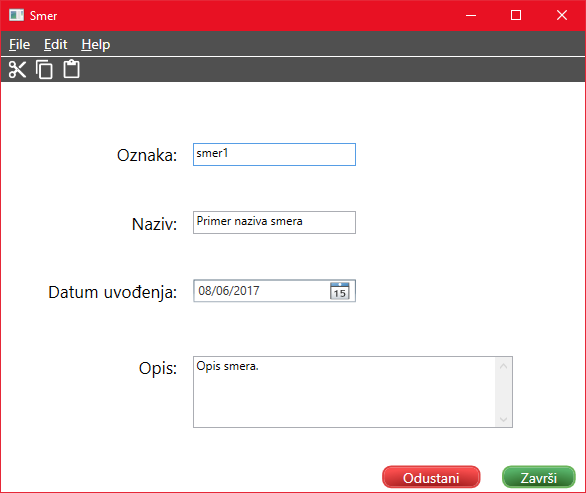 Smer
File Edit Help
Oznaka: smer1
Naziv: Primer naziva smera
Datum uvođenja: 08/06/2017 15
Opis: Opis smera.
Odustani Završi